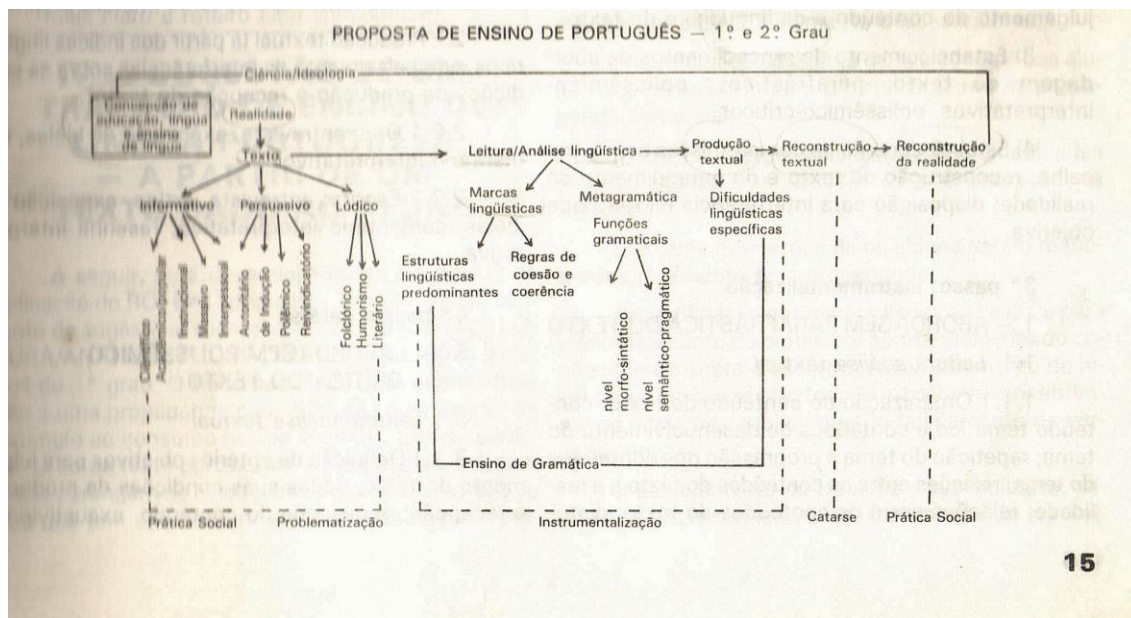 PROPOSTA DE ENSINO DE PORTUGUÊS — 1º e 2º Grau
Ciência/Ideologia
Concepção de
educação, língua
e ensino
de língua
Realidade
Texto
Leitura/Análise lingüística
Produção
textual
Reconstrução
textual
Reconstrução
da realidade
Informativo
Persuasivo
Lúdico
Marcas
lingüísticas
Metagramática
Dificuldades
lingüísticas
específicas
Funções
gramaticais
Estruturas
lingüísticas
predominantes
Regras de
coesão e
coerência
Científico
Instrucional
Massivo
Interpessoal
Autoritário
de Indução
Polêmico
Reivindicatório
Folclórico
Humorismo
Literário
nível
morfo-sintático
nível
semântico-pragmático
Ensino de Gramática
Prática Social
Problematização
Instrumentalização
Catarse
Prática Social
15